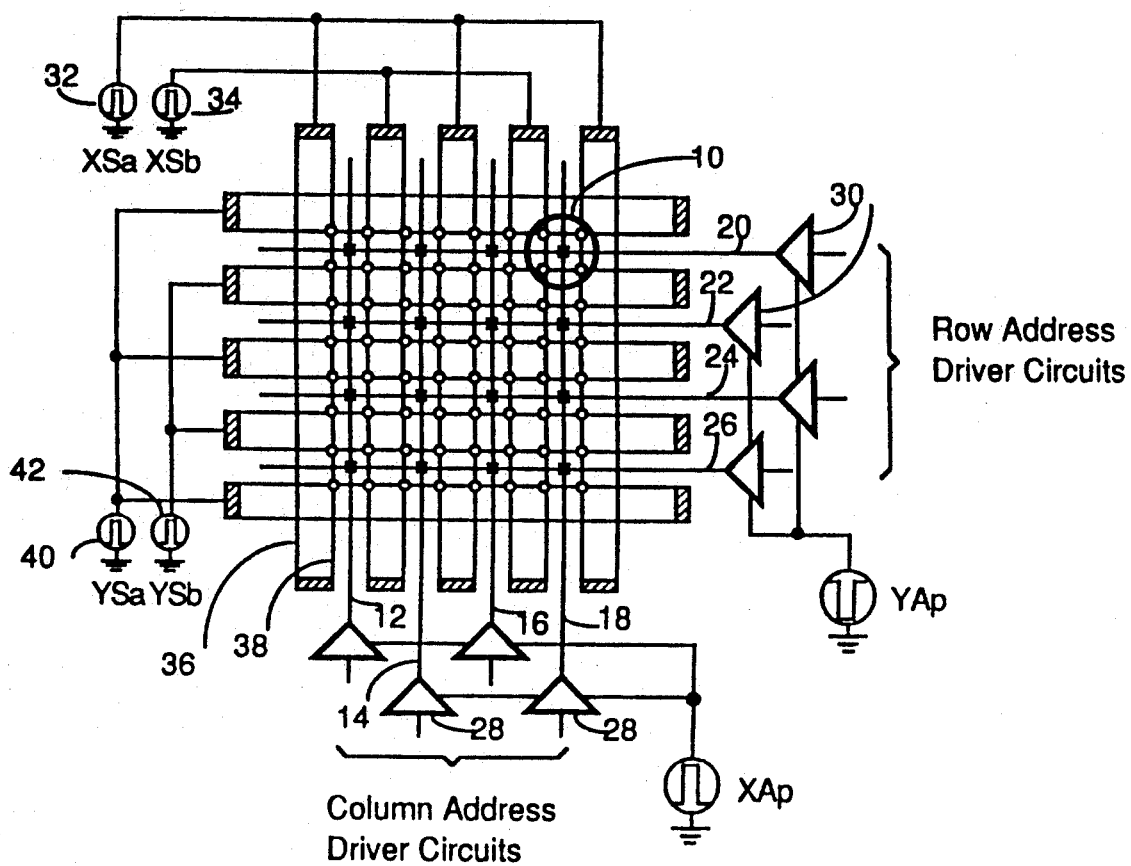 32
34
XSa XSb
10
30
20
22
24
26
Row Address
Driver Circuits
42
40
YSa YSb
36
38
12
16
18
14
28
28
YAp
XAp
Column Address
Driver Circuits